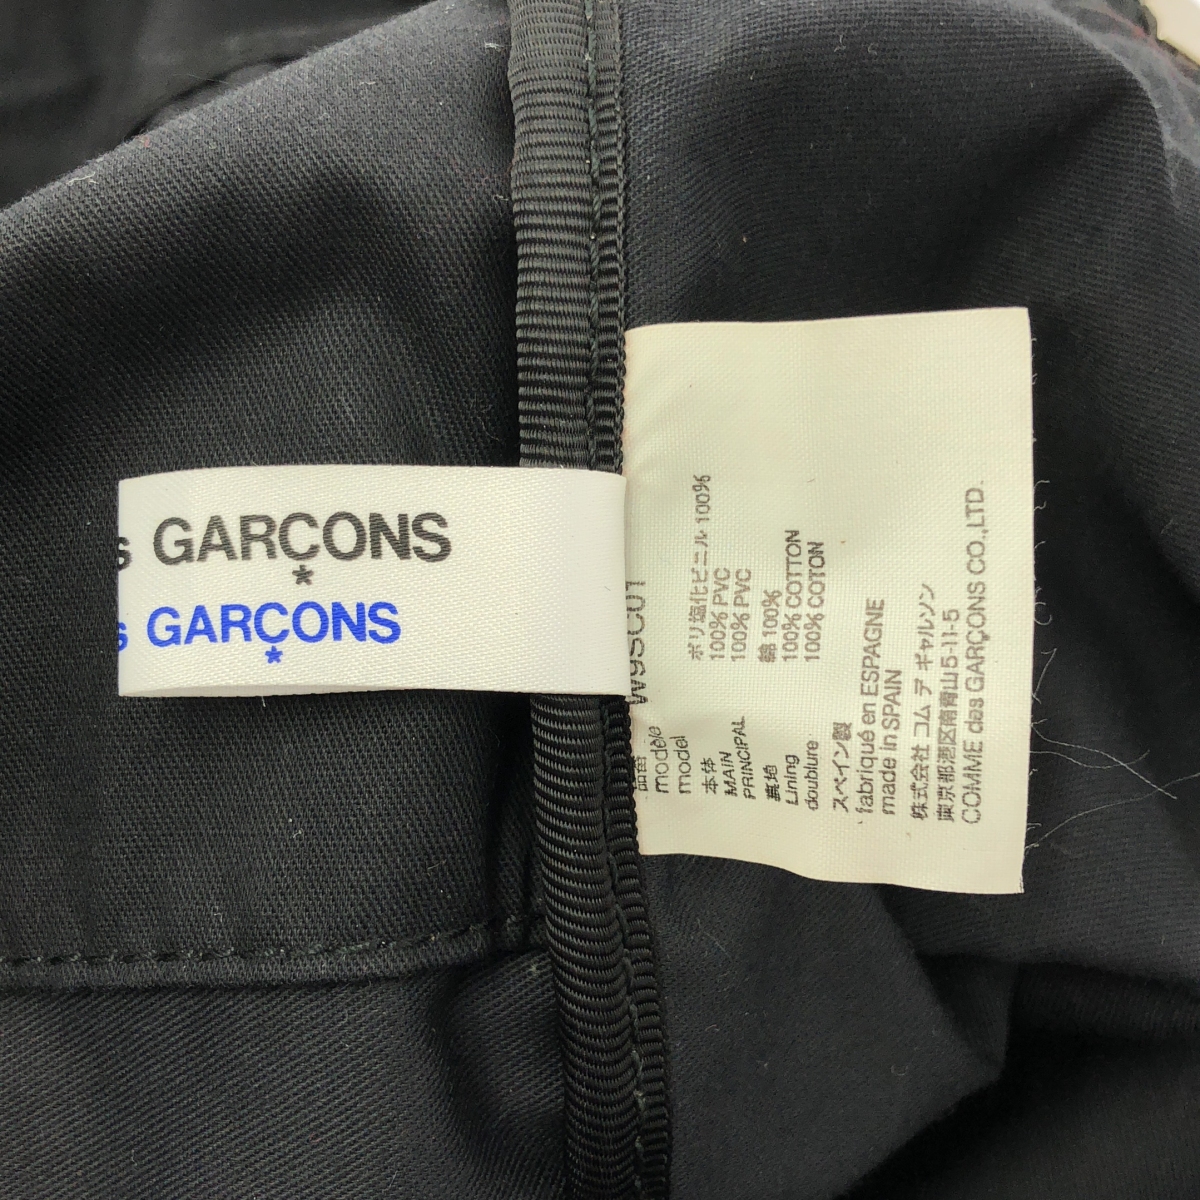 s GARÇONS
*
s GARÇONS
*
品番
modèle W9SC01
model
本体 ポリ塩化ビニル 100%
MAIN 100% PVC
PRINCIPAL 100% PVC
裏地 綿 100%
Lining 100% COTTON
doublure 100% COTON
スペイン製
fabriqué en ESPAGNE
made in SPAIN
株式会社 コム デ ギャルソン
東京都港区南青山5-11-5
COMME des GARÇONS CO.,LTD.